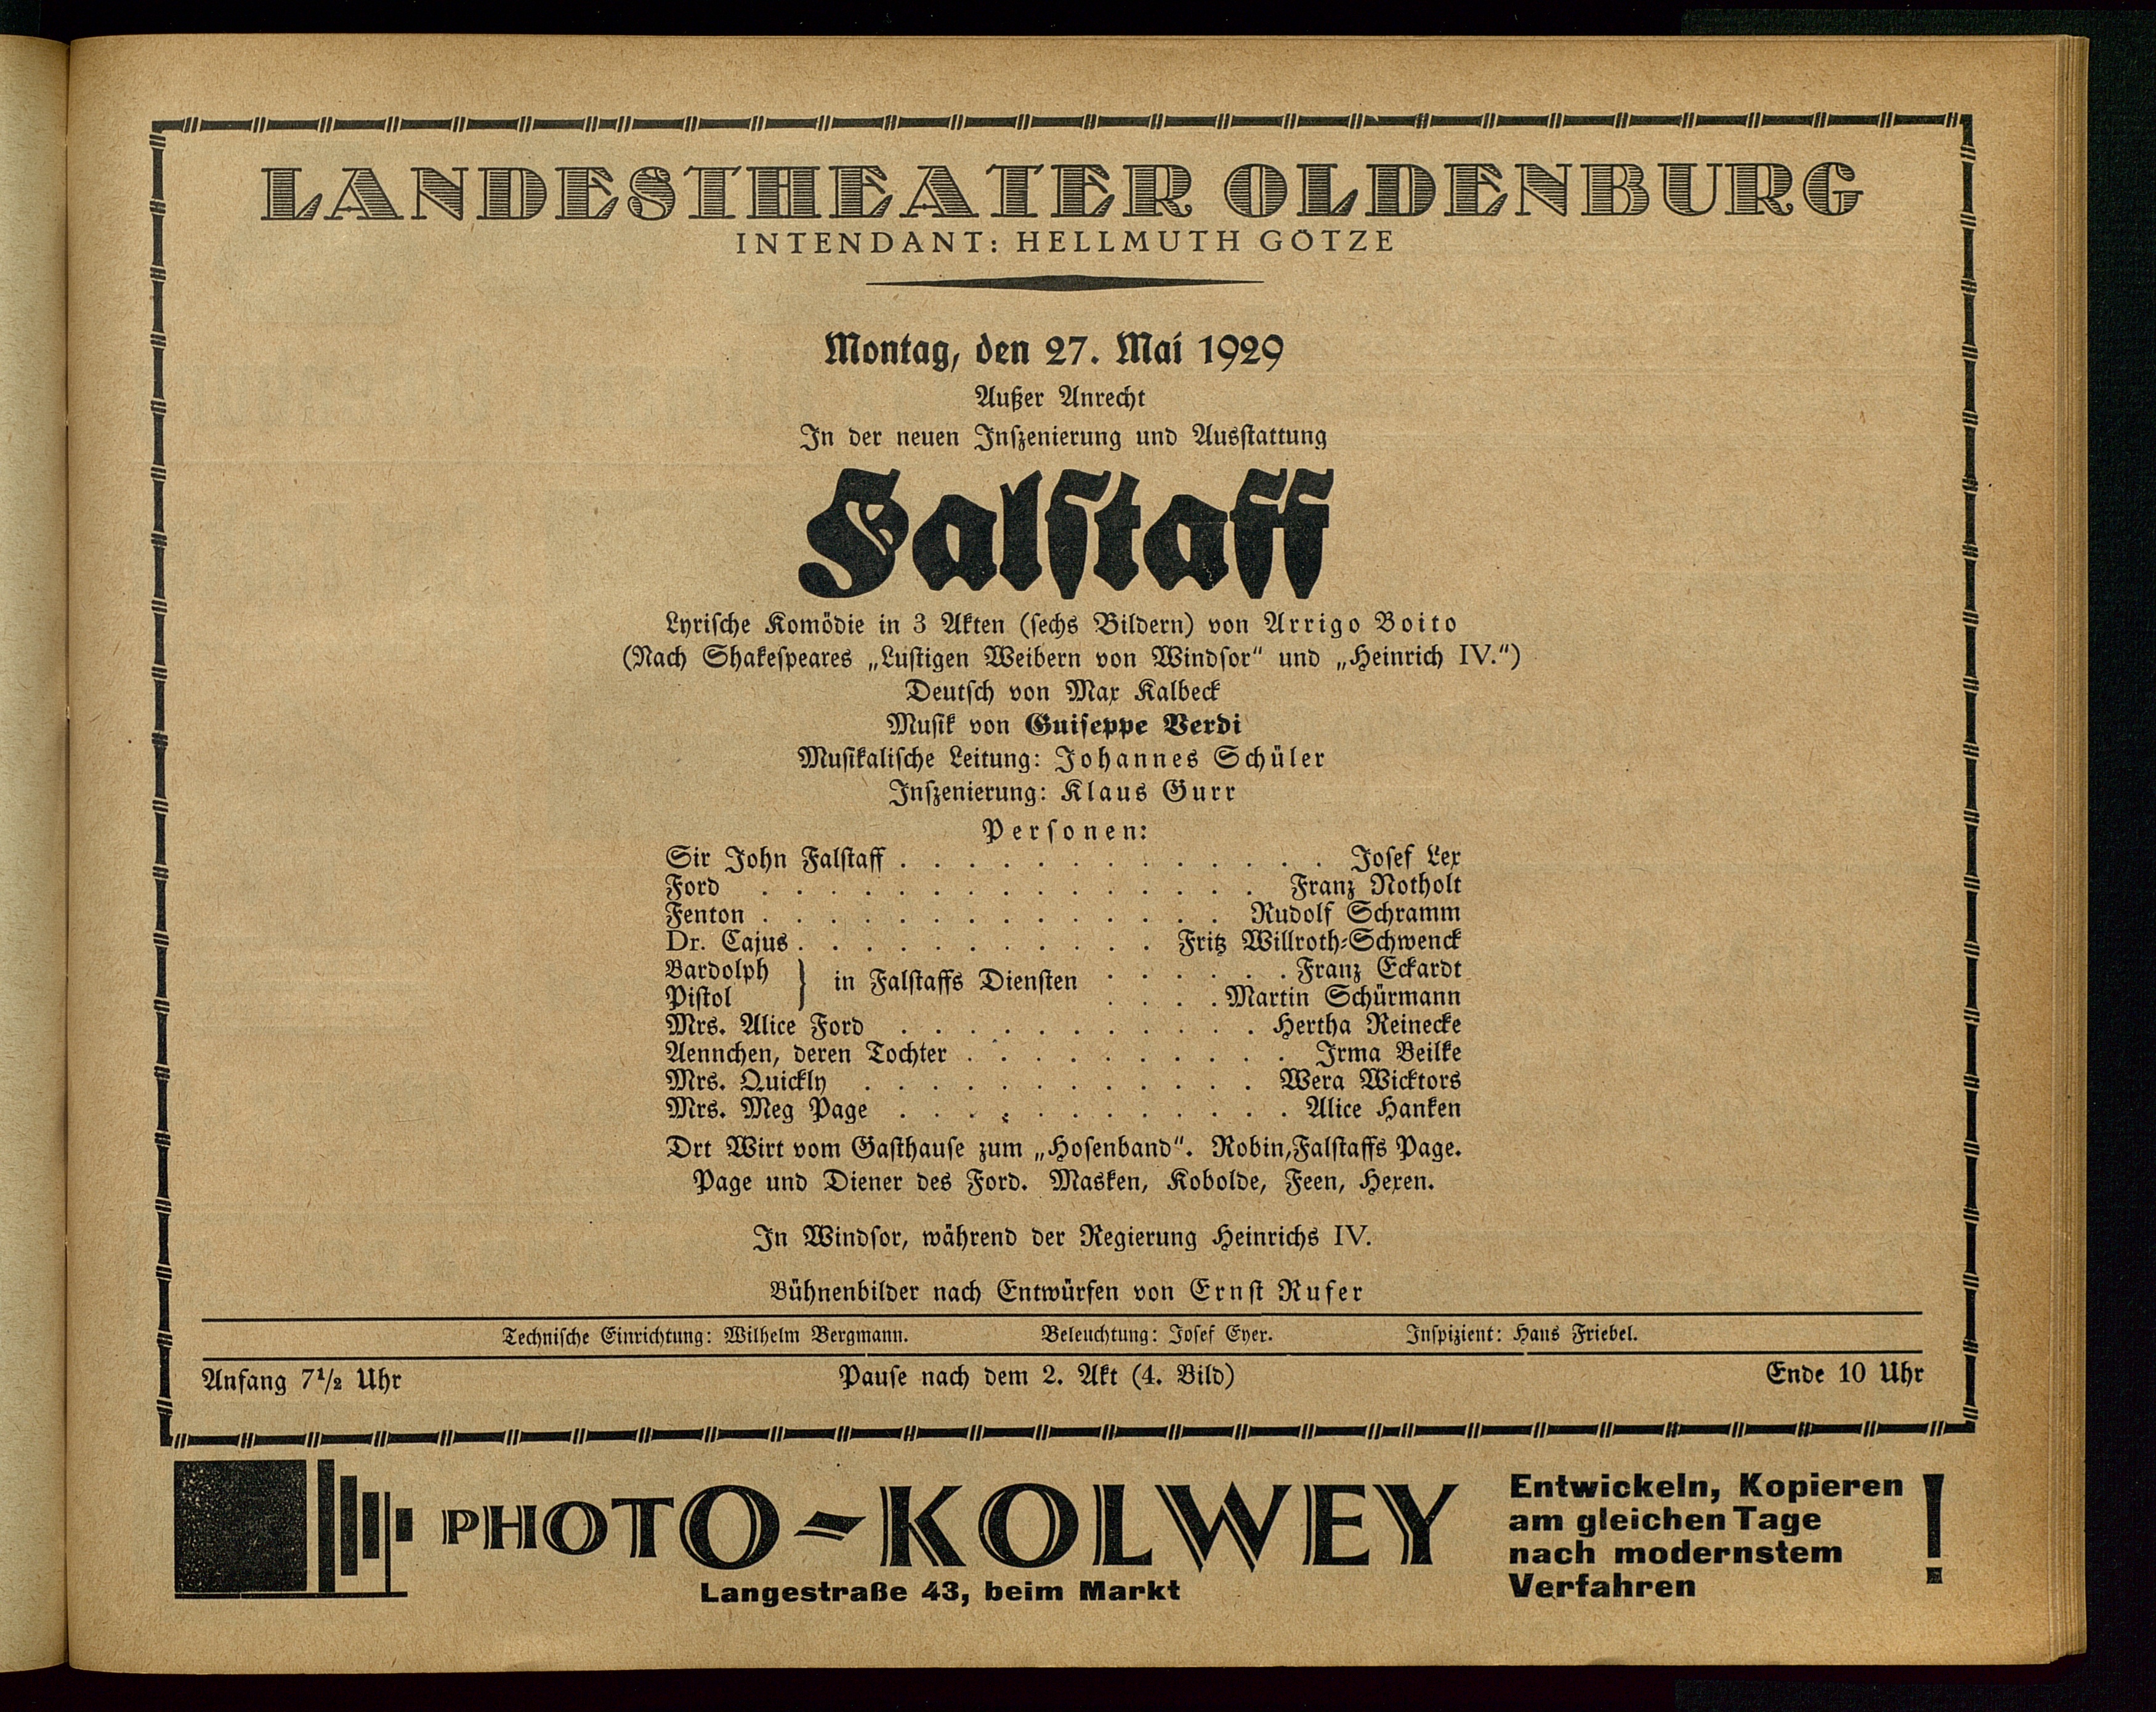 LANDESTHEATER OLDENBURG
INTENDANT: HELLMUTH GÖTZE
Montag, den 27. Mai 1929
Außer Anrecht
In der neuen Inszenierung und Ausstattung
Falstaff
Lyrische Komödie in 3 Akten (sechs Bildern) von Arrigo Boito
(Nach Shakespeares „Lustigen Weibern von Windsor“ und „Heinrich IV.“)
Deutsch von Max Kalbeck
Musik von Guiseppe Verdi
Musikalische Leitung: Johannes Schüler
Inszenierung: Klaus Gurr
Personen:
Sir John Falstaff . . . . . . . . . . . . . Josef Lex
Ford . . . . . . . . . . . . . . . Franz Notholt
Fenton . . . . . . . . . . . . . . Rudolf Schramm
Dr. Cajus . . . . . . . . . . . Fritz Willroth-Schwenck
Bardolph } in Falstaffs Diensten . . . . . . Franz Eckardt
Pistol } . . . . Martin Schürmann
Mrs. Alice Ford . . . . . . . . . . . Hertha Reinecke
Aennchen, deren Tochter . . . . . . . . . . Irma Beilke
Mrs. Quickly . . . . . . . . . . . . Wera Wicktors
Mrs. Meg Page . . . . . . . . . . . . Alice Hanken
Drt Wirt vom Gasthause zum „Hosenband“. Robin, Falstaffs Page.
Page und Diener des Ford. Masken, Kobolde, Feen, Hexen.
In Windsor, während der Regierung Heinrichs IV.
Bühnenbilder nach Entwürfen von Ernst Rufer
Technische Einrichtung: Wilhelm Bergmann. Beleuchtung: Josef Eyer. Inspizient: Hans Friebel.
Anfang 7½ Uhr Pause nach dem 2. Akt (4. Bild) Ende 10 Uhr
PHOTO-KOLWEY
Langestraße 43, beim Markt
Entwickeln, Kopieren
am gleichen Tage
nach modernstem
Verfahren !